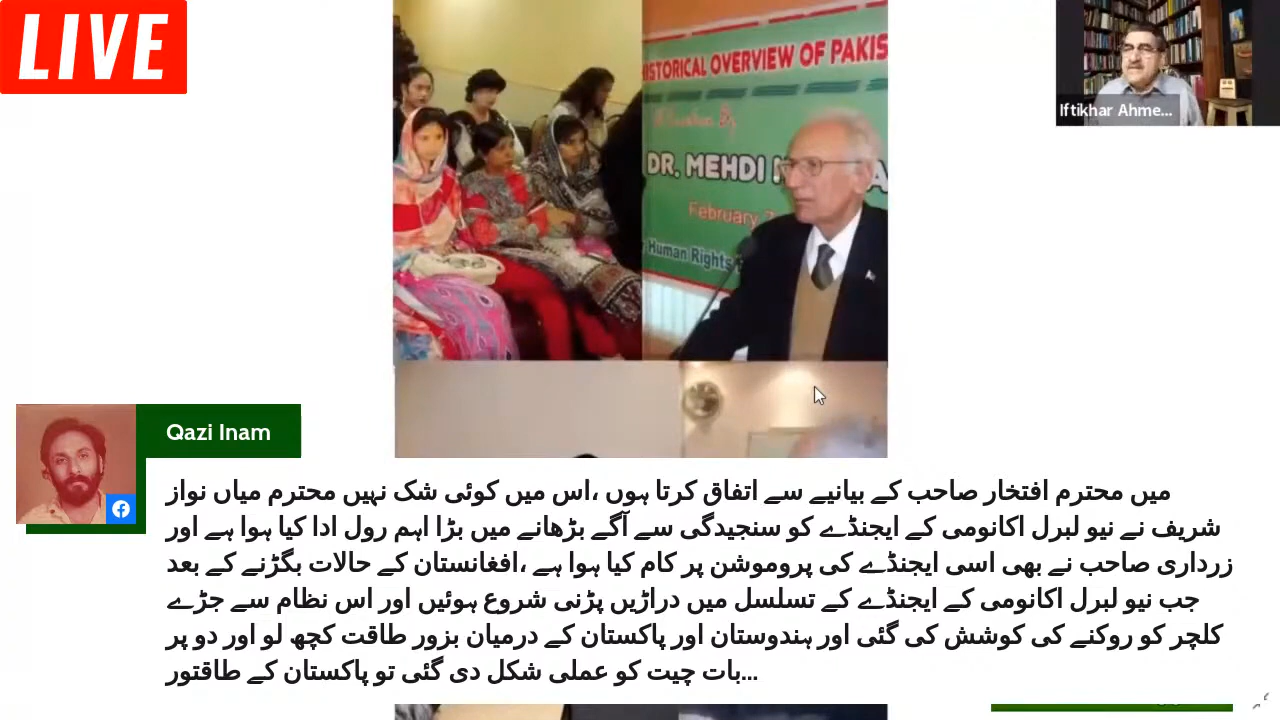 LIVE
HISTORICAL OVERVIEW OF PAKIS
A Lecture By
DR. MEHDI
February
Human Rights
Iftikhar Ahme...
Qazi Inam
میں محترم افتخار صاحب کے بیانیے سے اتفاق کرتا ہوں ،اس میں کوئی شک نہیں محترم میاں نواز
شریف نے نیو لبرل اکانومی کے ایجنڈے کو سنجیدگی سے آگے بڑھانے میں بڑا اہم رول ادا کیا ہوا ہے اور
زرداری صاحب نے بھی اسی ایجنڈے کی پروموشن پر کام کیا ہوا ہے ،افغانستان کے حالات بگڑنے کے بعد
جب نیو لبرل اکانومی کے ایجنڈے کے تسلسل میں دراڑیں پڑنی شروع ہوئیں اور اس نظام سے جڑے
کلچر کو روکنے کی کوشش کی گئی اور ہندوستان اور پاکستان کے درمیان بزور طاقت کچھ لو اور دو پر
بات چیت کو عملی شکل دی گئی تو پاکستان کے طاقتور...